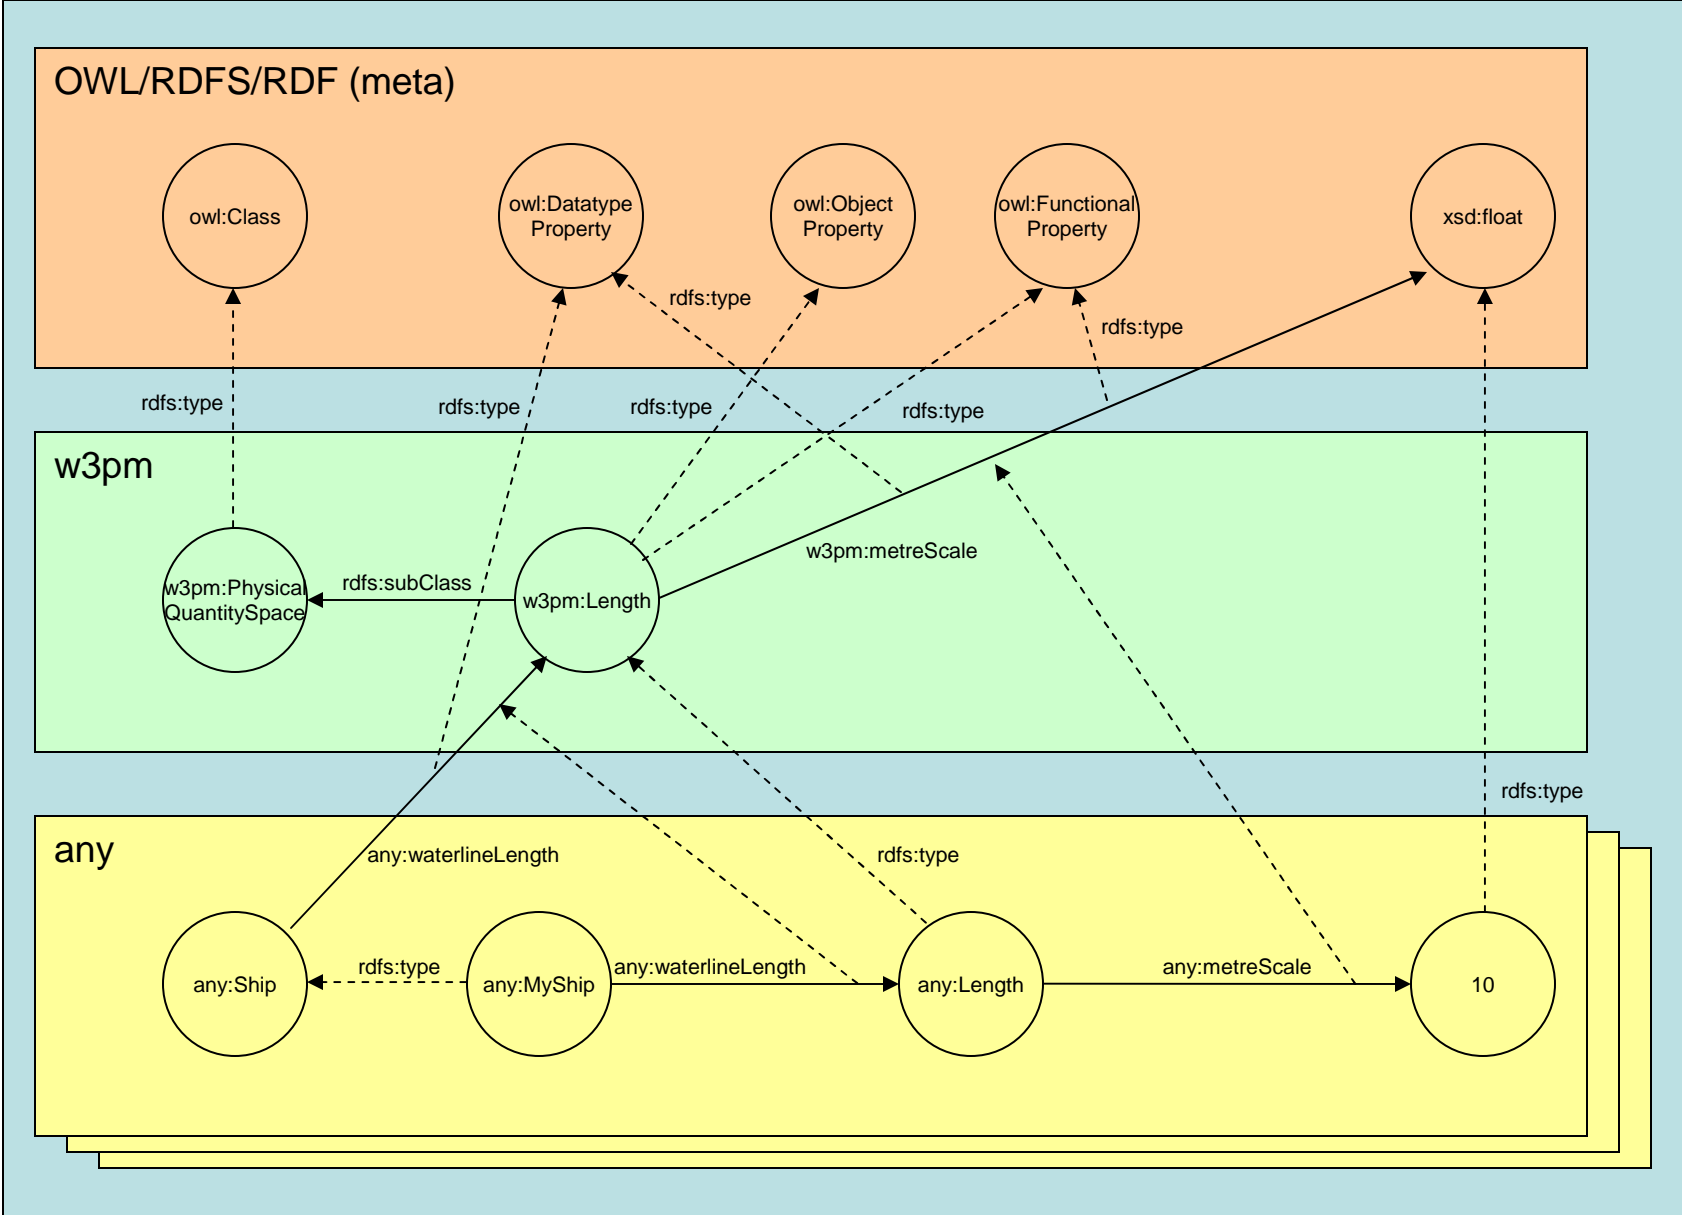 OWL/RDFS/RDF (meta)
owl:Class
owl:Datatype
Property
owl:Object
Property
owl:Functional
Property
xsd:float
rdfs:type
rdfs:type
rdfs:type
rdfs:type
rdfs:type
rdfs:type
w3pm
w3pm:metreScale
w3pm:Physical
QuantitySpace
rdfs:subClass
w3pm:Length
rdfs:type
any
any:waterlineLength
rdfs:type
any:Ship
rdfs:type
any:MyShip
any:waterlineLength
any:Length
any:metreScale
10